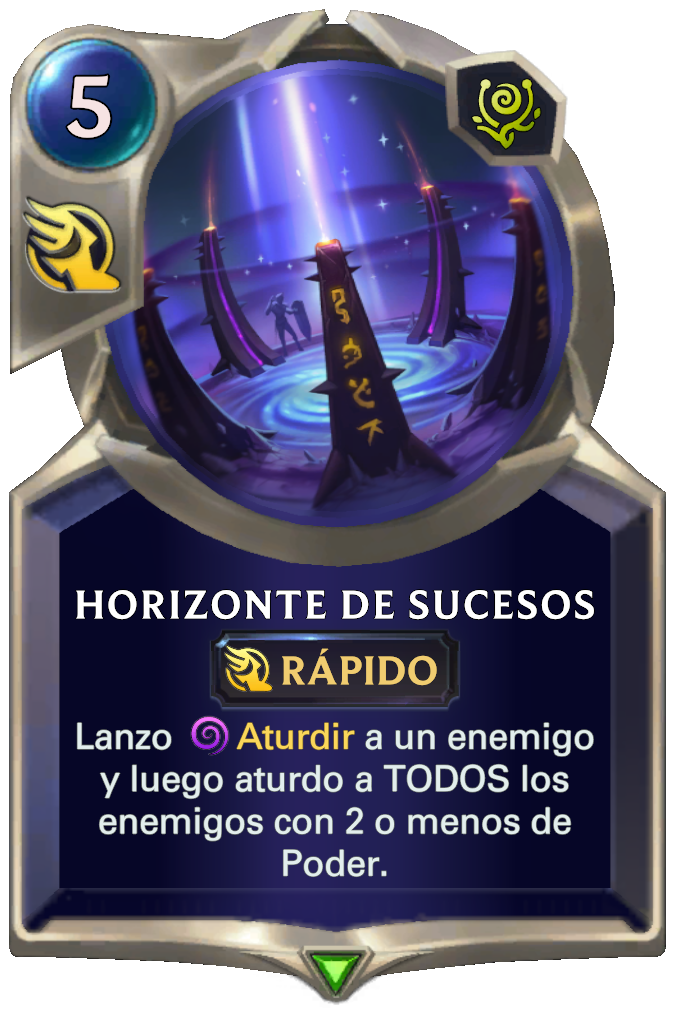 5
HORIZONTE DE SUCESOS
RÁPIDO
Lanzo Aturdir a un enemigo
y luego aturdo a TODOS los
enemigos con 2 o menos de
Poder.